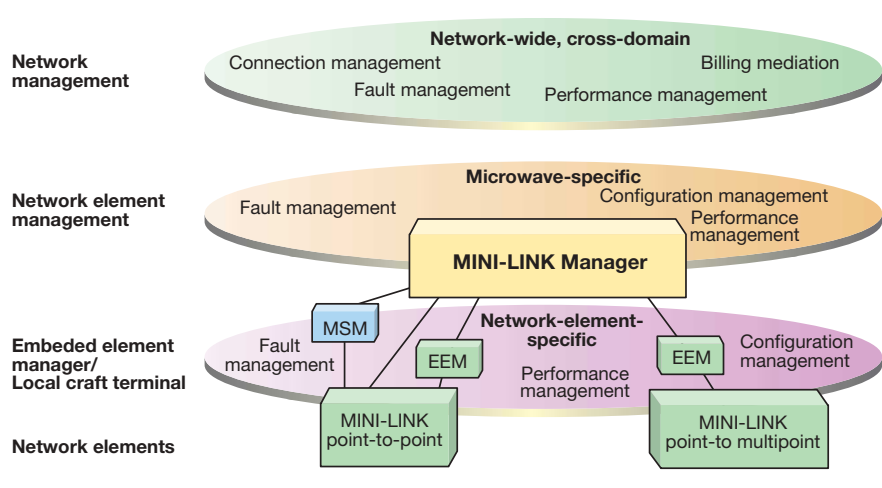 Network
management
Network-wide, cross-domain
Connection management
Billing mediation
Fault management
Performance management
Network element
management
Microwave-specific
Fault management
Configuration management
Performance
management
MINI-LINK Manager
Embeded element
manager/
Local craft terminal
MSM
Fault
management
EEM
Network-element-
specific
Performance
management
EEM
Configuration
management
Network elements
MINI-LINK
point-to-point
MINI-LINK
point-to multipoint